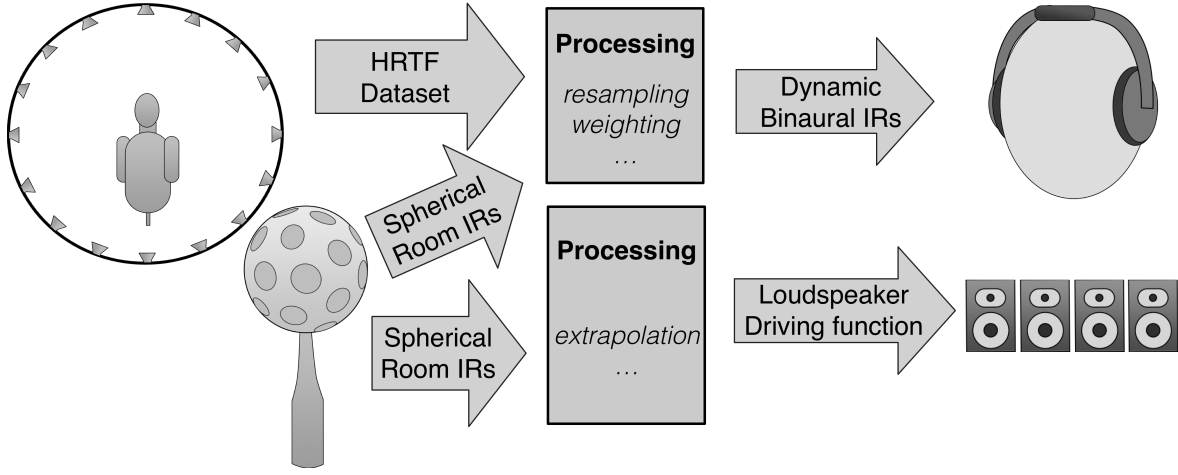 HRTF
Dataset
Processing
resampling
weighting
...
Dynamic
Binaural IRs
Spherical
Room IRs
Spherical
Room IRs
Processing
extrapolation
...
Loudspeaker
Driving function